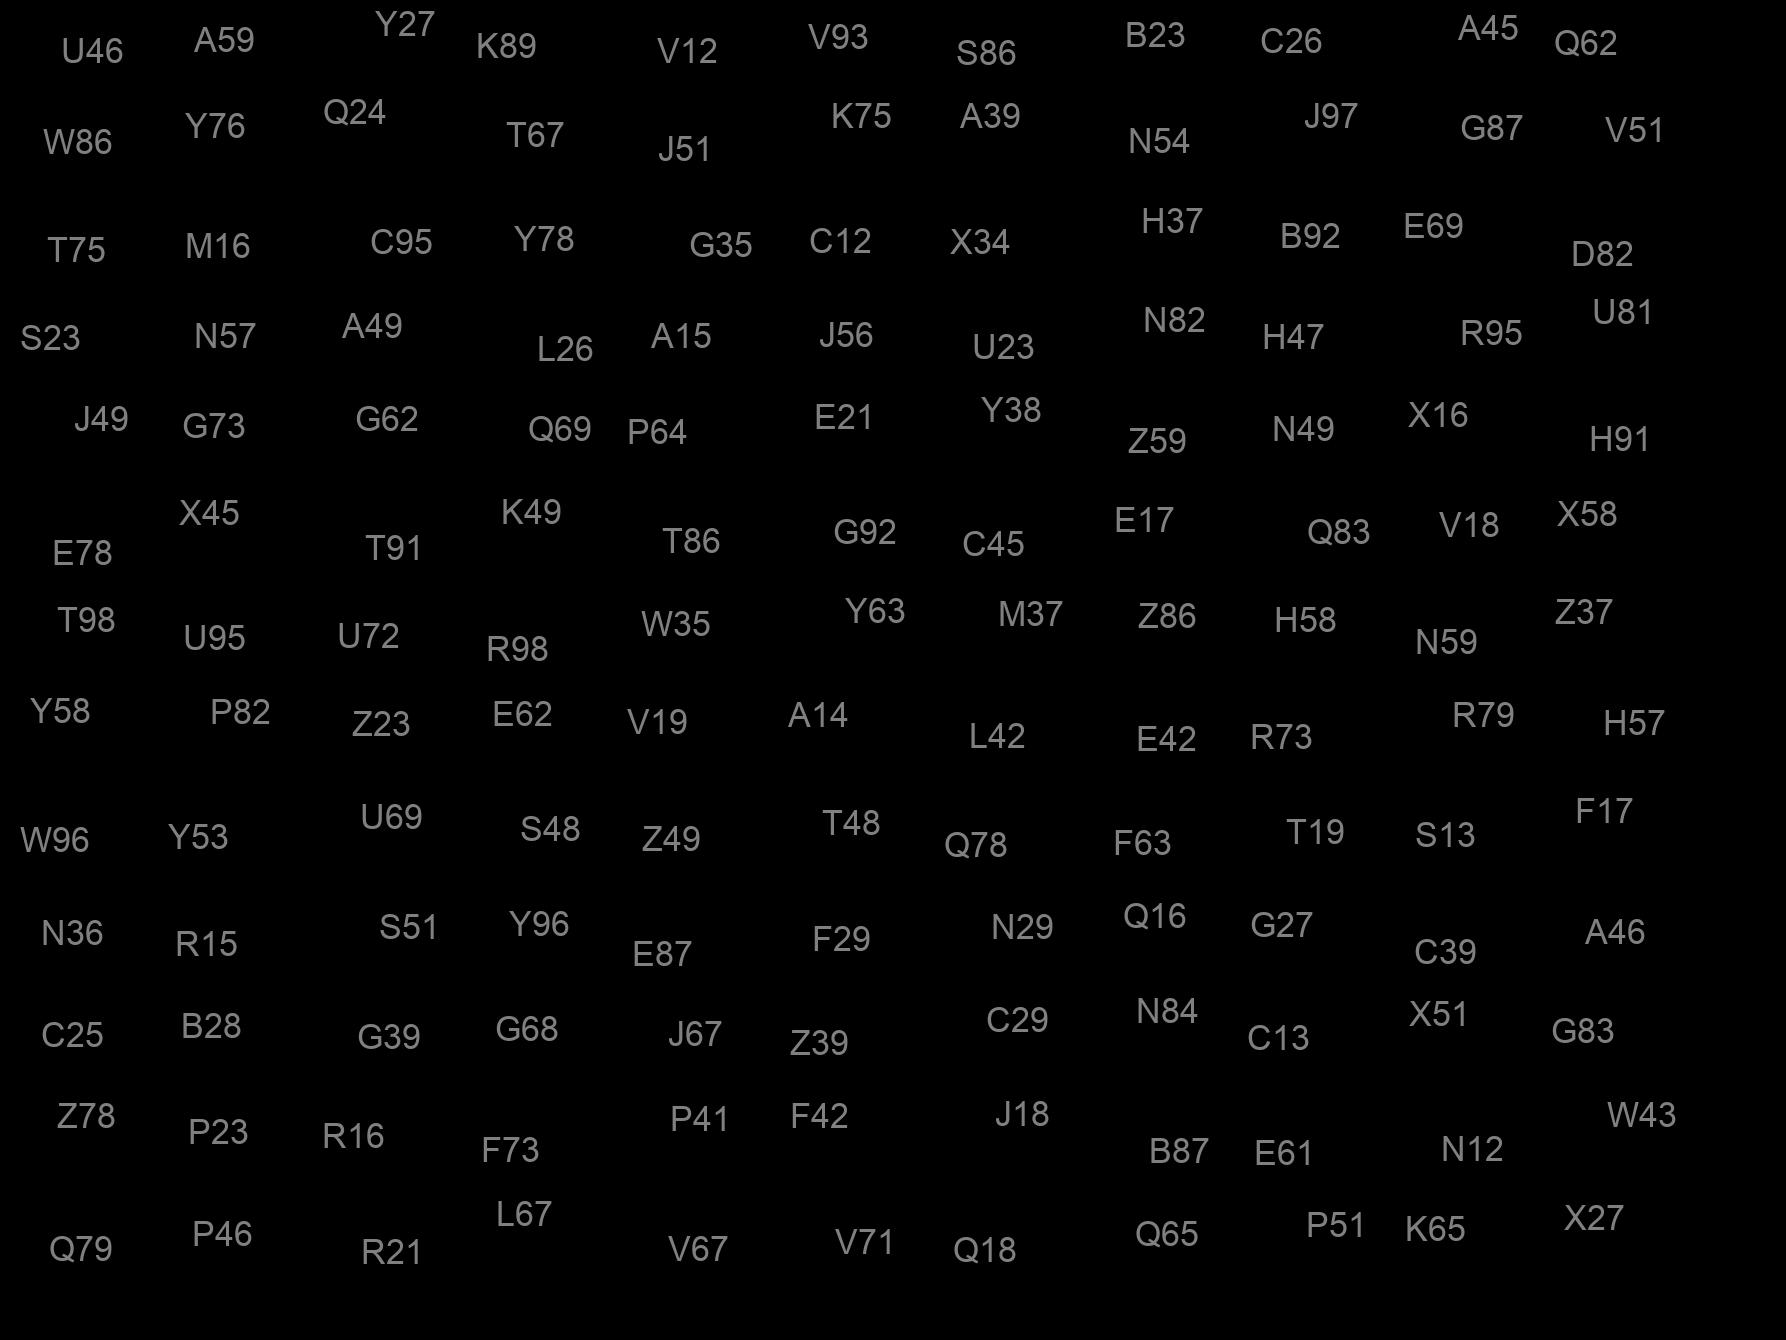 U46 A59 Y27 K89 V12 V93 S86 B23 C26 A45 Q62
W86 Y76 Q24 T67 J51 K75 A39 N54 J97 G87 V51
T75 M16 C95 Y78 G35 C12 X34 H37 B92 E69 D82
S23 N57 A49 L26 A15 J56 U23 N82 H47 R95 U81
J49 G73 G62 Q69 P64 E21 Y38 Z59 N49 X16 H91
E78 X45 T91 K49 T86 G92 C45 E17 Q83 V18 X58
T98 U95 U72 R98 W35 Y63 M37 Z86 H58 N59 Z37
Y58 P82 Z23 E62 V19 A14 L42 E42 R73 R79 H57
W96 Y53 U69 S48 Z49 T48 Q78 F63 T19 S13 F17
N36 R15 S51 Y96 E87 F29 N29 Q16 G27 C39 A46
C25 B28 G39 G68 J67 Z39 C29 N84 C13 X51 G83
Z78 P23 R16 F73 P41 F42 J18 B87 E61 N12 W43
Q79 P46 R21 L67 V67 V71 Q18 Q65 P51 K65 X27